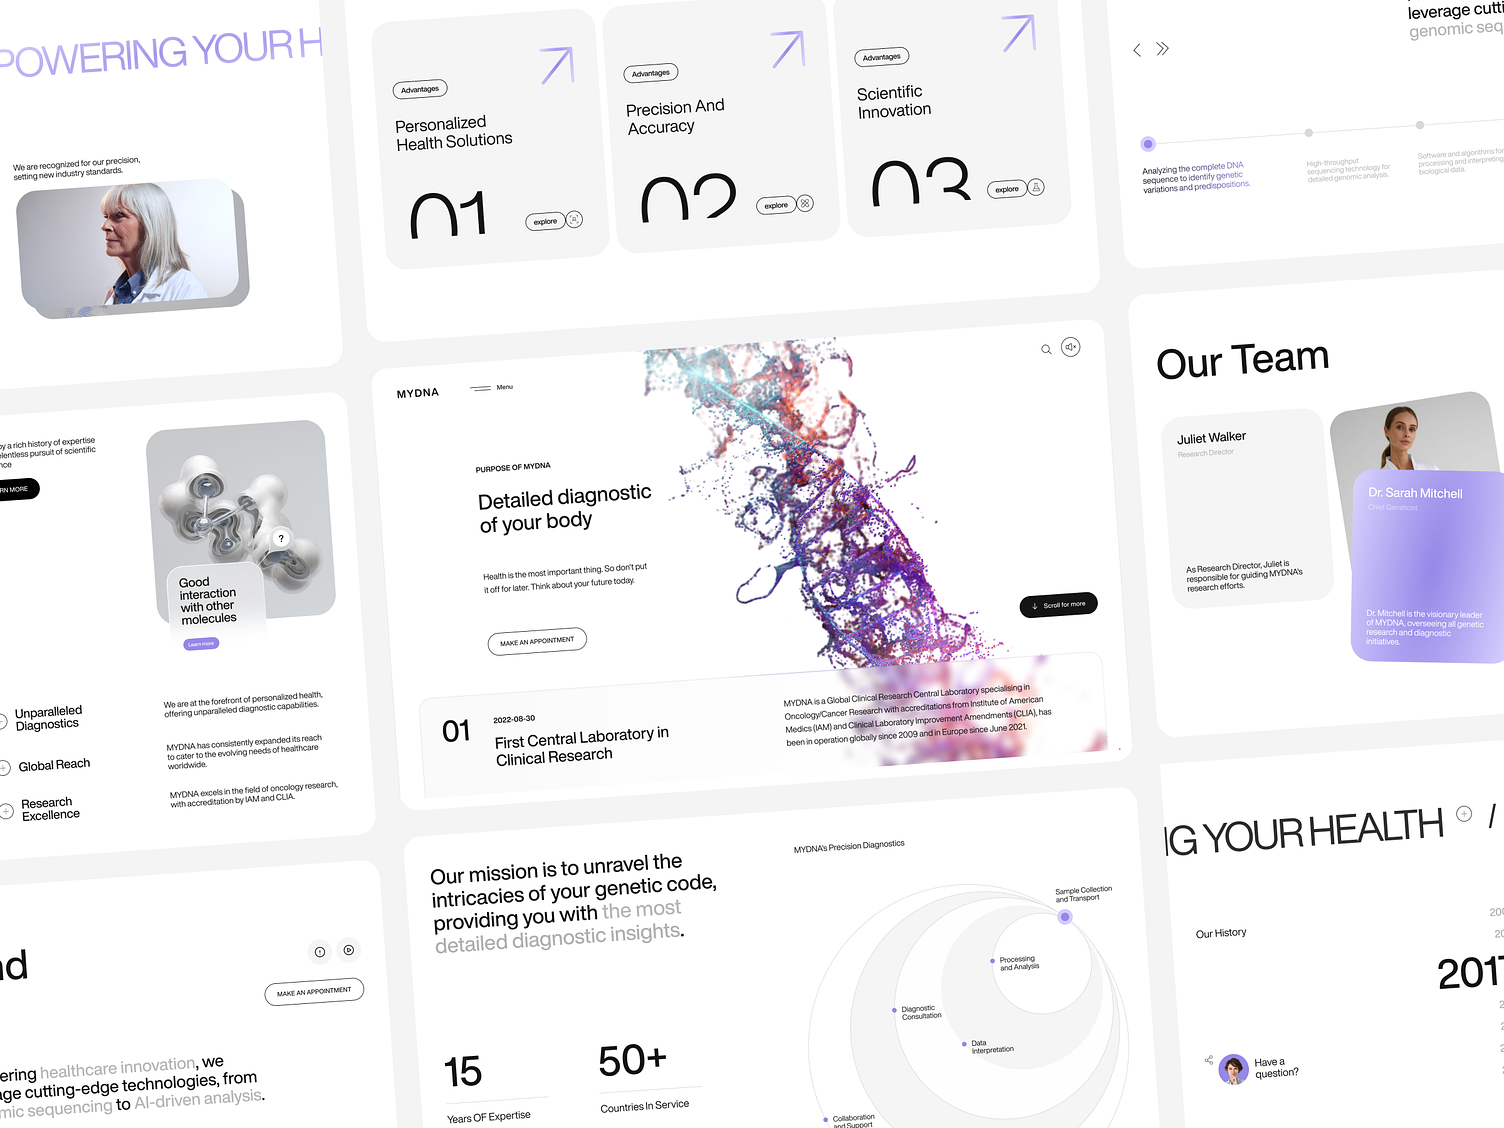 POWERING YOUR H
We are recognized for our precision,
setting new industry standards.
Advantages
Personalized
Health Solutions
01
explore
Advantages
Precision And
Accuracy
02
explore
Advantages
Scientific
Innovation
03
explore
leverage cutti
genomic seq
Analyzing the complete DNA
sequence to identify genetic
variations and predispositions.
High-throughput
sequencing technology for
detailed genomic analysis.
Software and algorithms for
processing and interpreting
biological data.
by a rich history of expertise
elentless pursuit of scientific
nce
RN MORE
?
Good
interaction
with other
molecules
Learn more
Unparalleled
Diagnostics
We are at the forefront of personalized health,
offering unparalleled diagnostic capabilities.
Global Reach
MYDNA has consistently expanded its reach
to cater to the evolving needs of healthcare
worldwide.
Research
Excellence
MYDNA excels in the field of oncology research,
with accreditation by IAM and CLIA.
MYDNA
Menu
PURPOSE OF MYDNA
Detailed diagnostic
of your body
Health is the most important thing. So don't put
it off for later. Think about your future today.
MAKE AN APPOINTMENT
Scroll for more
01
2022-08-30
First Central Laboratory in
Clinical Research
MYDNA is a Global Clinical Research Central Laboratory specialising in
Oncology/Cancer Research with accreditations from Institute of American
Medics (IAM) and Clinical Laboratory Improvement Amendments (CLIA), has
been in operation globally since 2009 and in Europe since June 2021.
Our Team
Juliet Walker
Research Director
As Research Director, Juliet is
responsible for guiding MYDNA's
research efforts.
Dr. Sarah Mitchell
Chief Geneticist
Dr. Mitchell is the visionary leader
of MYDNA, overseeing all genetic
research and diagnostic
initiatives.
nd
MAKE AN APPOINTMENT
ering healthcare innovation, we
age cutting-edge technologies, from
mic sequencing to AI-driven analysis.
Our mission is to unravel the
intricacies of your genetic code,
providing you with the most
detailed diagnostic insights.
15
Years OF Expertise
50+
Countries In Service
MYDNA's Precision Diagnostics
Sample Collection
and Transport
Processing
and Analysis
Diagnostic
Consultation
Data
Interpretation
Collaboration
and Support
NG YOUR HEALTH /
Our History
200
20
2017
2
2
2
Have a
question?